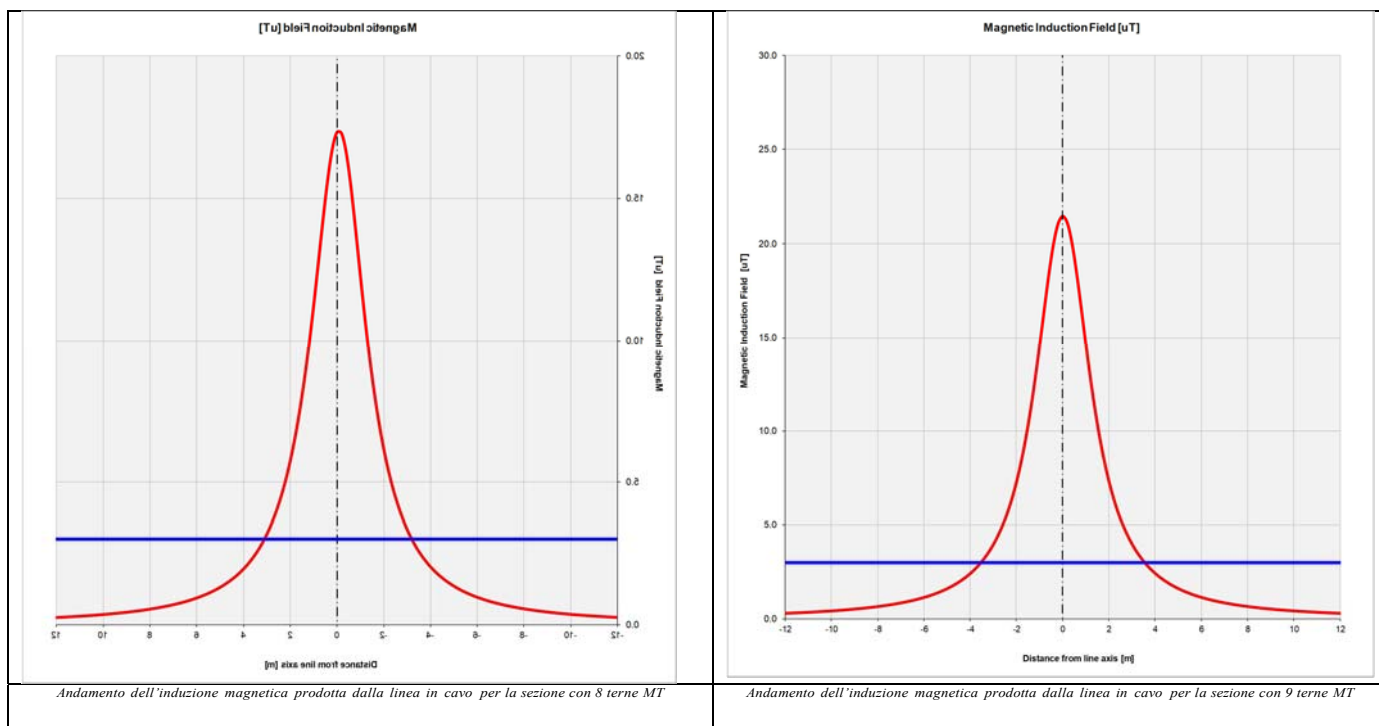 Magnetic Induction Field [uT]
20.0
15.0
10.0
5.0
0.0
Magnetic Induction Field [uT]
12 10 8 6 4 2 0 -2 -4 -6 -8 -10 -12
Distance from line axis [m]
Andamento dell'induzione magnetica prodotta dalla linea in cavo per la sezione con 8 terne MT
Magnetic Induction Field [uT]
30.0
25.0
20.0
15.0
10.0
5.0
0.0
Magnetic Induction Field [uT]
-12 -10 -8 -6 -4 -2 0 2 4 6 8 10 12
Distance from line axis [m]
Andamento dell'induzione magnetica prodotta dalla linea in cavo per la sezione con 9 terne MT